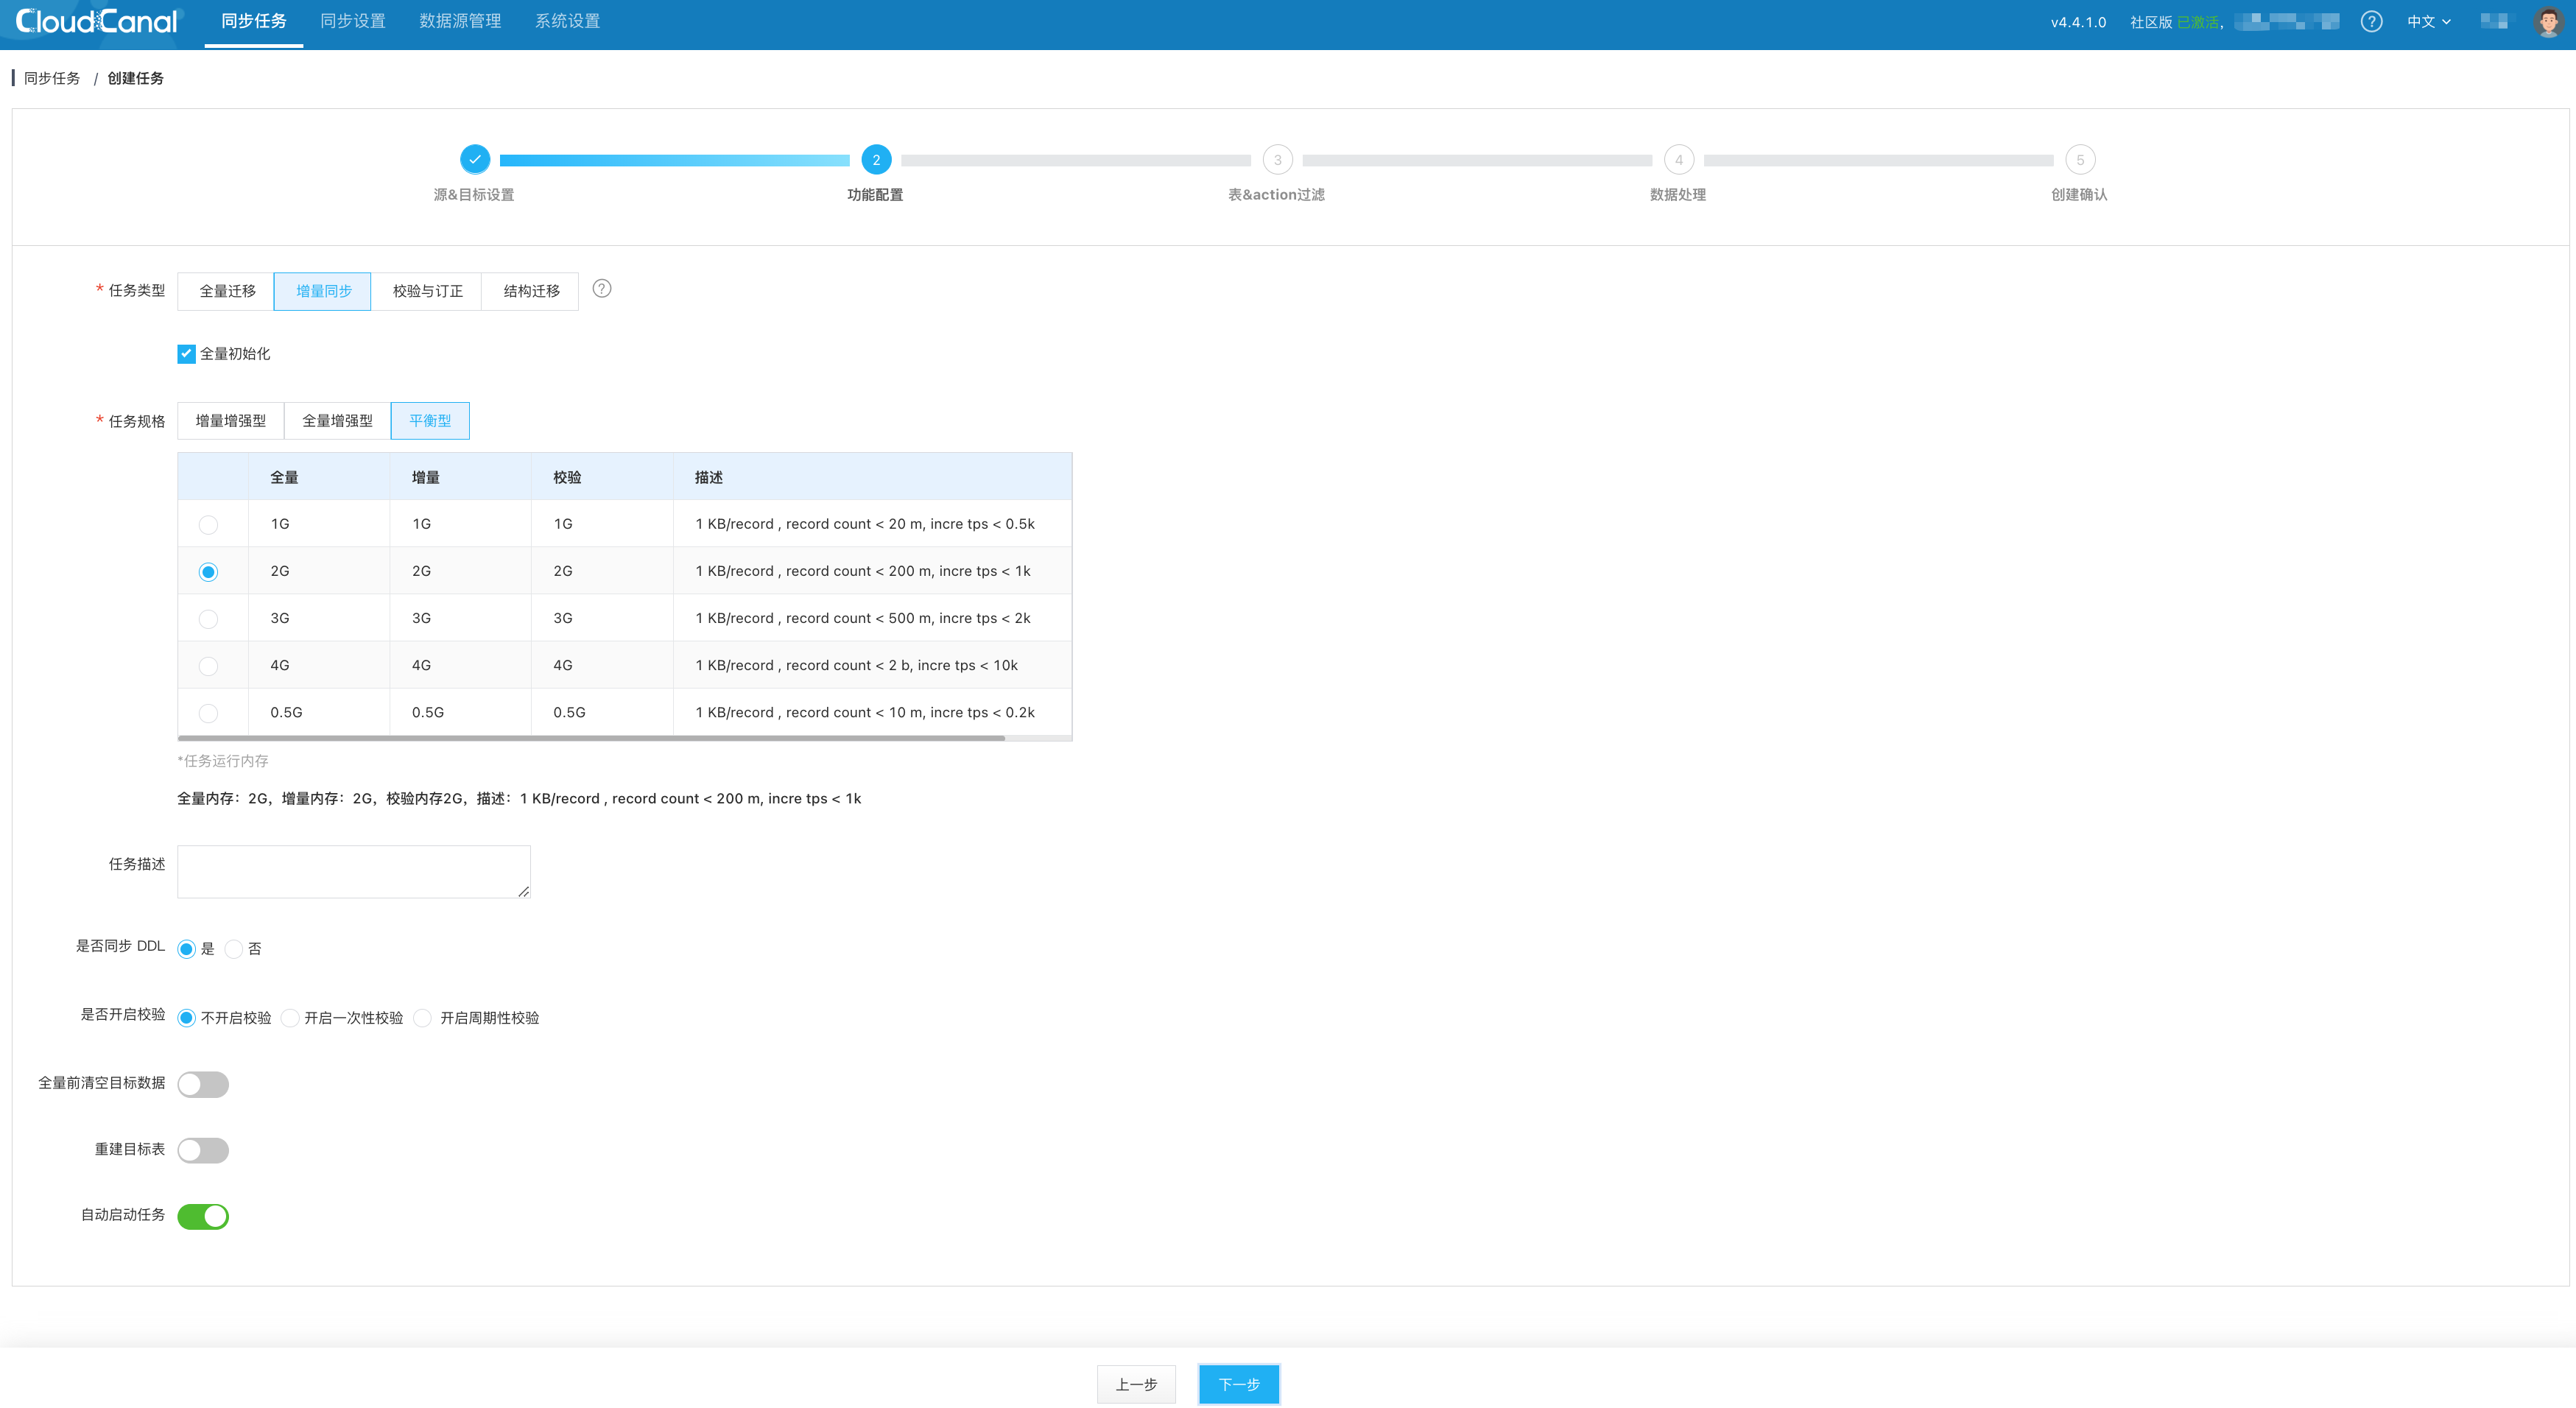 CloudCanal 同步任务 同步设置 数据源管理 系统设置 v4.4.1.0 社区版 已激活, 中文
同步任务 / 创建任务
2 3 4 5
源&目标设置 功能配置 表&action过滤 数据处理 创建确认
* 任务类型 全量迁移 增量同步 校验与订正 结构迁移 ?
全量初始化
* 任务规格 增量增强型 全量增强型 平衡型
全量 增量 校验 描述
1G 1G 1G 1 KB/record , record count < 20 m, incre tps < 0.5k
2G 2G 2G 1 KB/record , record count < 200 m, incre tps < 1k
3G 3G 3G 1 KB/record , record count < 500 m, incre tps < 2k
4G 4G 4G 1 KB/record , record count < 2 b, incre tps < 10k
0.5G 0.5G 0.5G 1 KB/record , record count < 10 m, incre tps < 0.2k
*任务运行内存
全量内存：2G，增量内存：2G，校验内存2G，描述：1 KB/record , record count < 200 m, incre tps < 1k
任务描述
是否同步 DDL 是 否
是否开启校验 不开启校验 开启一次性校验 开启周期性校验
全量前清空目标数据
重建目标表
自动启动任务
上一步 下一步